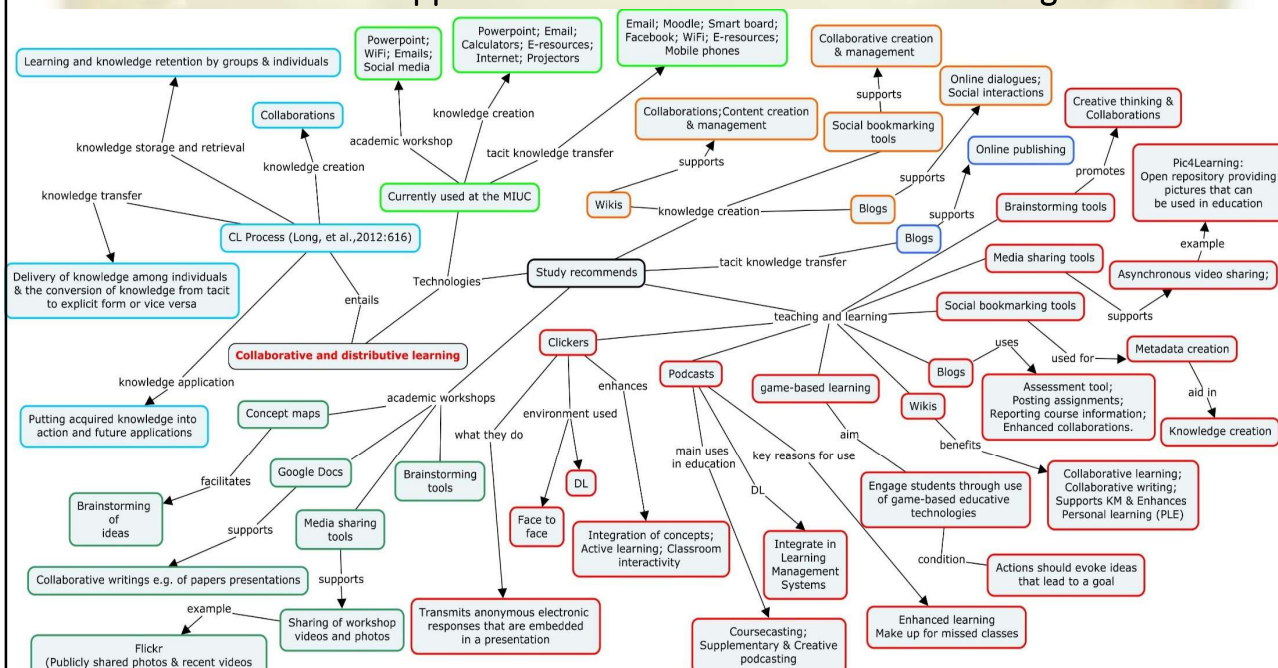 Learning and knowledge retention by groups & individuals
Powerpoint;
WiFi; Emails;
Social media
Powerpoint; Email;
Calculators; E-resources;
Internet; Projectors
Email; Moodle; Smart board;
Facebook; WiFi; E-resources;
Mobile phones
Collaborative creation
& management
Online dialogues;
Social interactions
Creative thinking &
Collaborations
Collaborations
Collaborations;Content creation
& management
supports
Social bookmarking
tools
Online publishing
Pic4Learning:
Open repository providing
pictures that can
be used in education
knowledge storage and retrieval
knowledge creation
academic workshop
knowledge creation
tacit knowledge transfer
supports
supports
promotes
knowledge transfer
Currently used at the MIUC
Wikis
knowledge creation
Blogs
supports
Brainstorming tools
example
CL Process (Long, et al.,2012:616)
Blogs
Media sharing tools
Asynchronous video sharing;
Delivery of knowledge among individuals
& the conversion of knowledge from tacit
to explicit form or vice versa
Technologies
Study recommends
tacit knowledge transfer
entails
teaching and learning
Social bookmarking tools
supports
Collaborative and distributive learning
Clickers
Podcasts
game-based learning
Blogs
uses
used for
Metadata creation
knowledge application
academic workshops
Wikis
Assessment tool;
Posting assignments;
Reporting course information;
Enhanced collaborations.
aid in
Knowledge creation
Putting acquired knowledge into
action and future applications
Concept maps
what they do
environment used
enhances
main uses
in education
key reasons for use
aim
benefits
facilitates
Google Docs
Brainstorming
tools
DL
DL
Engage students through use
of game-based educative
technologies
Collaborative learning;
Collaborative writing;
Supports KM & Enhances
Personal learning (PLE)
Brainstorming
of
ideas
supports
Media sharing
tools
Face to
face
Integration of concepts;
Active learning; Classroom
interactivity
Integrate in
Learning
Management
Systems
condition
Actions should evoke ideas
that lead to a goal
Collaborative writings e.g. of papers presentations
supports
example
Sharing of workshop
videos and photos
Transmits anonymous electronic
responses that are embedded
in a presentation
Coursecasting;
Supplementary & Creative
podcasting
Enhanced learning
Make up for missed classes
Flickr
(Publicly shared photos & recent videos